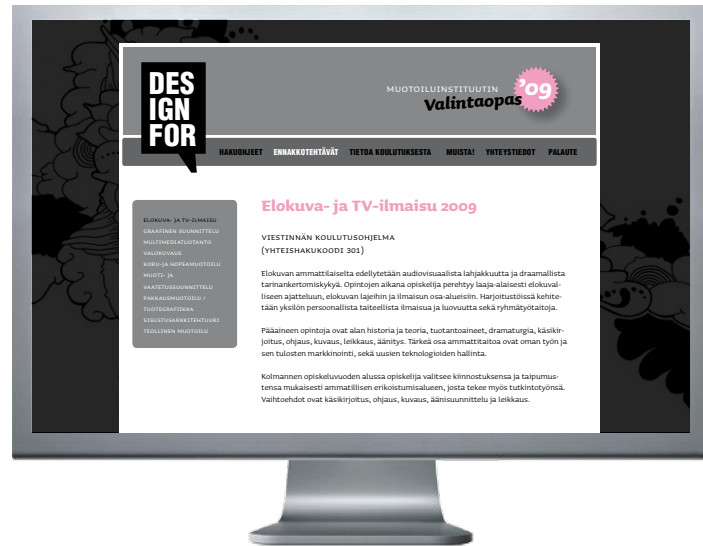 DES
IGN
FOR
MUOTOILUINSTITUUTIN
Valintaopas
'09
HAKUOHJEET ENNAKKOTEHTÄVÄT TIETOA KOULUTUKSESTA MUISTA! YHTEYSTIEDOT PALAUTE
ELOKUVA- JA TV-ILMAISU
GRAAFINEN SUUNNITTELU
MULTIMEDIATUOTANTO
VALOKUVAUS
KORU-JA HOPEAMUOTOILU
MUOTI- JA
VAATETUSSUUNNITTELU
PAKKAUSMUOTOILU /
TUOTEGRAFIIKKA
SISUSTUSARKKITEHTUURI
TEOLLINEN MUOTOILU
Elokuva- ja TV-ilmaisu 2009
VIESTINNÄN KOULUTUSOHJELMA
(YHTEISHAKUKOODI 301)
Elokuvan ammattilaiselta edellytetään audiovisuaalista lahjakkuutta ja draamallista
tarinankertomiskykyä. Opintojen aikana opiskelija perehtyy laaja-alaisesti elokuval-
liseen ajatteluun, elokuvan lajeihin ja ilmaisun osa-alueisiin. Harjoitustöissä kehite-
tään yksilön persoonallista taiteellista ilmaisua ja luovuutta sekä ryhmätyötaitoja.
Pääaineen opintoja ovat alan historia ja teoria, tuotantoaineet, dramaturgia, käsikir-
joitus, ohjaus, kuvaus, leikkaus, äänitys. Tärkeä osa ammattitaitoa ovat oman työn ja
sen tulosten markkinointi, sekä uusien teknologioiden hallinta.
Kolmannen opiskeluvuoden alussa opiskelija valitsee kiinnostuksensa ja taipumus-
tensa mukaisesti ammatillisen erikoistumisalueen, josta tekee myös tutkintotyönsä.
Vaihtoehdot ovat käsikirjoitus, ohjaus, kuvaus, äänisuunnittelu ja leikkaus.